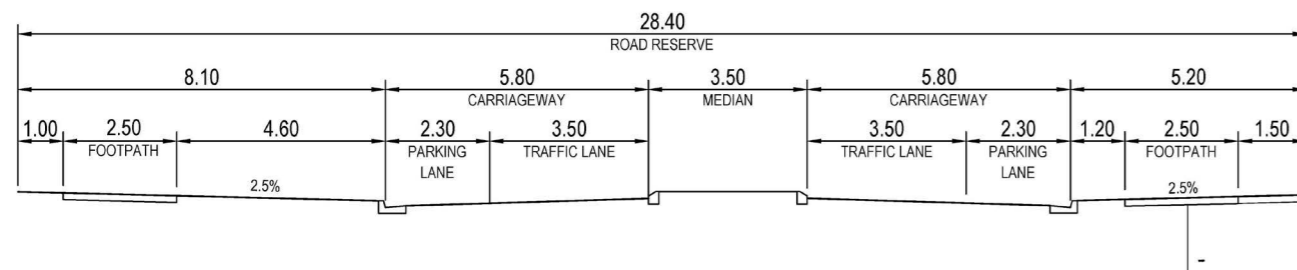 28.40
ROAD RESERVE
8.10 5.80 3.50 5.80 5.20
CARRIAGEWAY MEDIAN CARRIAGEWAY
1.00 2.50 4.60 2.30 3.50 3.50 2.30 1.20 2.50 1.50
FOOTPATH PARKING TRAFFIC LANE TRAFFIC LANE PARKING FOOTPATH
LANE LANE
2.5% 2.5%
-